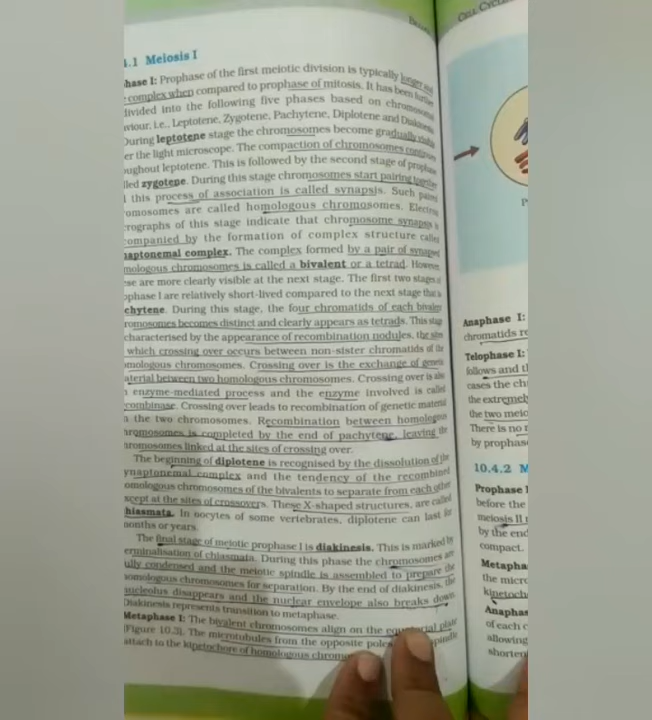 .1 Meiosis I
hase I: Prophase of the first meiotic division is typically longer and
complex when compared to prophase of mitosis. It has been further
divided into the following five phases based on chromosomal
viour, i.e., Leptotene, Zygotene, Pachytene, Diplotene and Diakinesis
During leptotene stage the chromosomes become gradually visible
er the light microscope. The compaction of chromosomes continues
ughout leptotene. This is followed by the second stage of prophase
lled zygotene. During this stage chromosomes start pairing together
this process of association is called synapsis. Such paired
omosomes are called homologous chromosomes. Electron
rographs of this stage indicate that chromosome synapsis is
ompanied by the formation of complex structure called
naptonemal complex. The complex formed by a pair of synapsed
mologous chromosomes is called a bivalent or a tetrad. However
se are more clearly visible at the next stage. The first two stages of
ophase I are relatively short-lived compared to the next stage that is
chytene. During this stage, the four chromatids of each bivalent
romosomes becomes distinct and clearly appears as tetrads. This stage
characterised by the appearance of recombination nodules, the sites
which crossing over occurs between non-sister chromatids of the
omologous chromosomes. Crossing over is the exchange of genetic
aterial between two homologous chromosomes. Crossing over is also
enzyme-mediated process and the enzyme involved is called
combinase. Crossing over leads to recombination of genetic material
the two chromosomes. Recombination between homologous
hromosomes is completed by the end of pachytene, leaving the
hromosomes linked at the sites of crossing over.
The beginning of diplotene is recognised by the dissolution of the
ynaptonemal complex and the tendency of the recombined
omologous chromosomes of the bivalents to separate from each other
xcept at the sites of crossovers. These X-shaped structures, are called
hiasmata. In oocytes of some vertebrates, diplotene can last for
months or years.
The final stage of meiotic prophase I is diakinesis. This is marked by
erminalisation of chiasmata. During this phase the chromosomes are
ully condensed and the meiotic spindle is assembled to prepare the
homologous chromosomes for separation. By the end of diakinesis, the
nucleolus disappears and the nuclear envelope also breaks down.
Diakinesis represents transition to metaphase.
Metaphase I: The bivalent chromosomes align on the equatorial plate
(Figure 10.3). The microtubules from the opposite poles spindle
attach to the kinetochore of homologous chromo
CELL CYCL
Anaphase I:
chromatids re
Telophase I:
follows and t
cases the ch
the extremely
the two meio
There is no r
by prophas
10.4.2 M
Prophase I
before the
meiosis II
by the end
compact.
Metapha
the micro
kinetoch
Anaphas
of each c
allowing
shorten